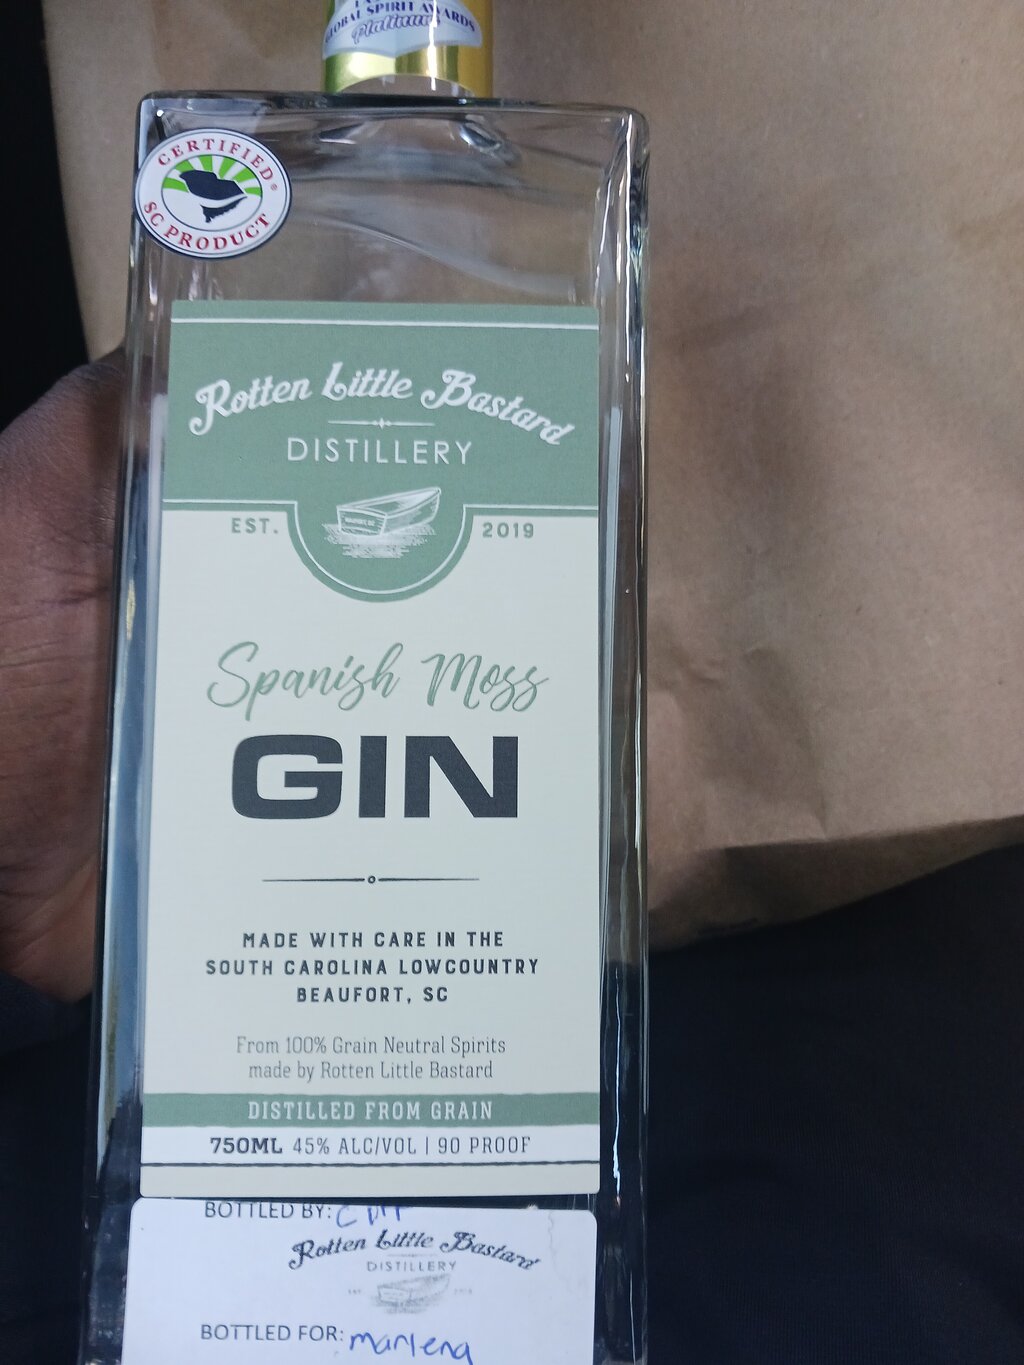 GLOBAL SPIRIT AWARDS
Platinum
CERTIFIED®
SC PRODUCT
Rotten Little Bastard
DISTILLERY
EST. 2019
Spanish Moss
GIN
MADE WITH CARE IN THE
SOUTH CAROLINA LOWCOUNTRY
BEAUFORT, SC
From 100% Grain Neutral Spirits
made by Rotten Little Bastard
DISTILLED FROM GRAIN
750ML 45% ALC/VOL | 90 PROOF
BOTTLED BY:
Rotten Little Bastard
DISTILLERY
BOTTLED FOR: marlena